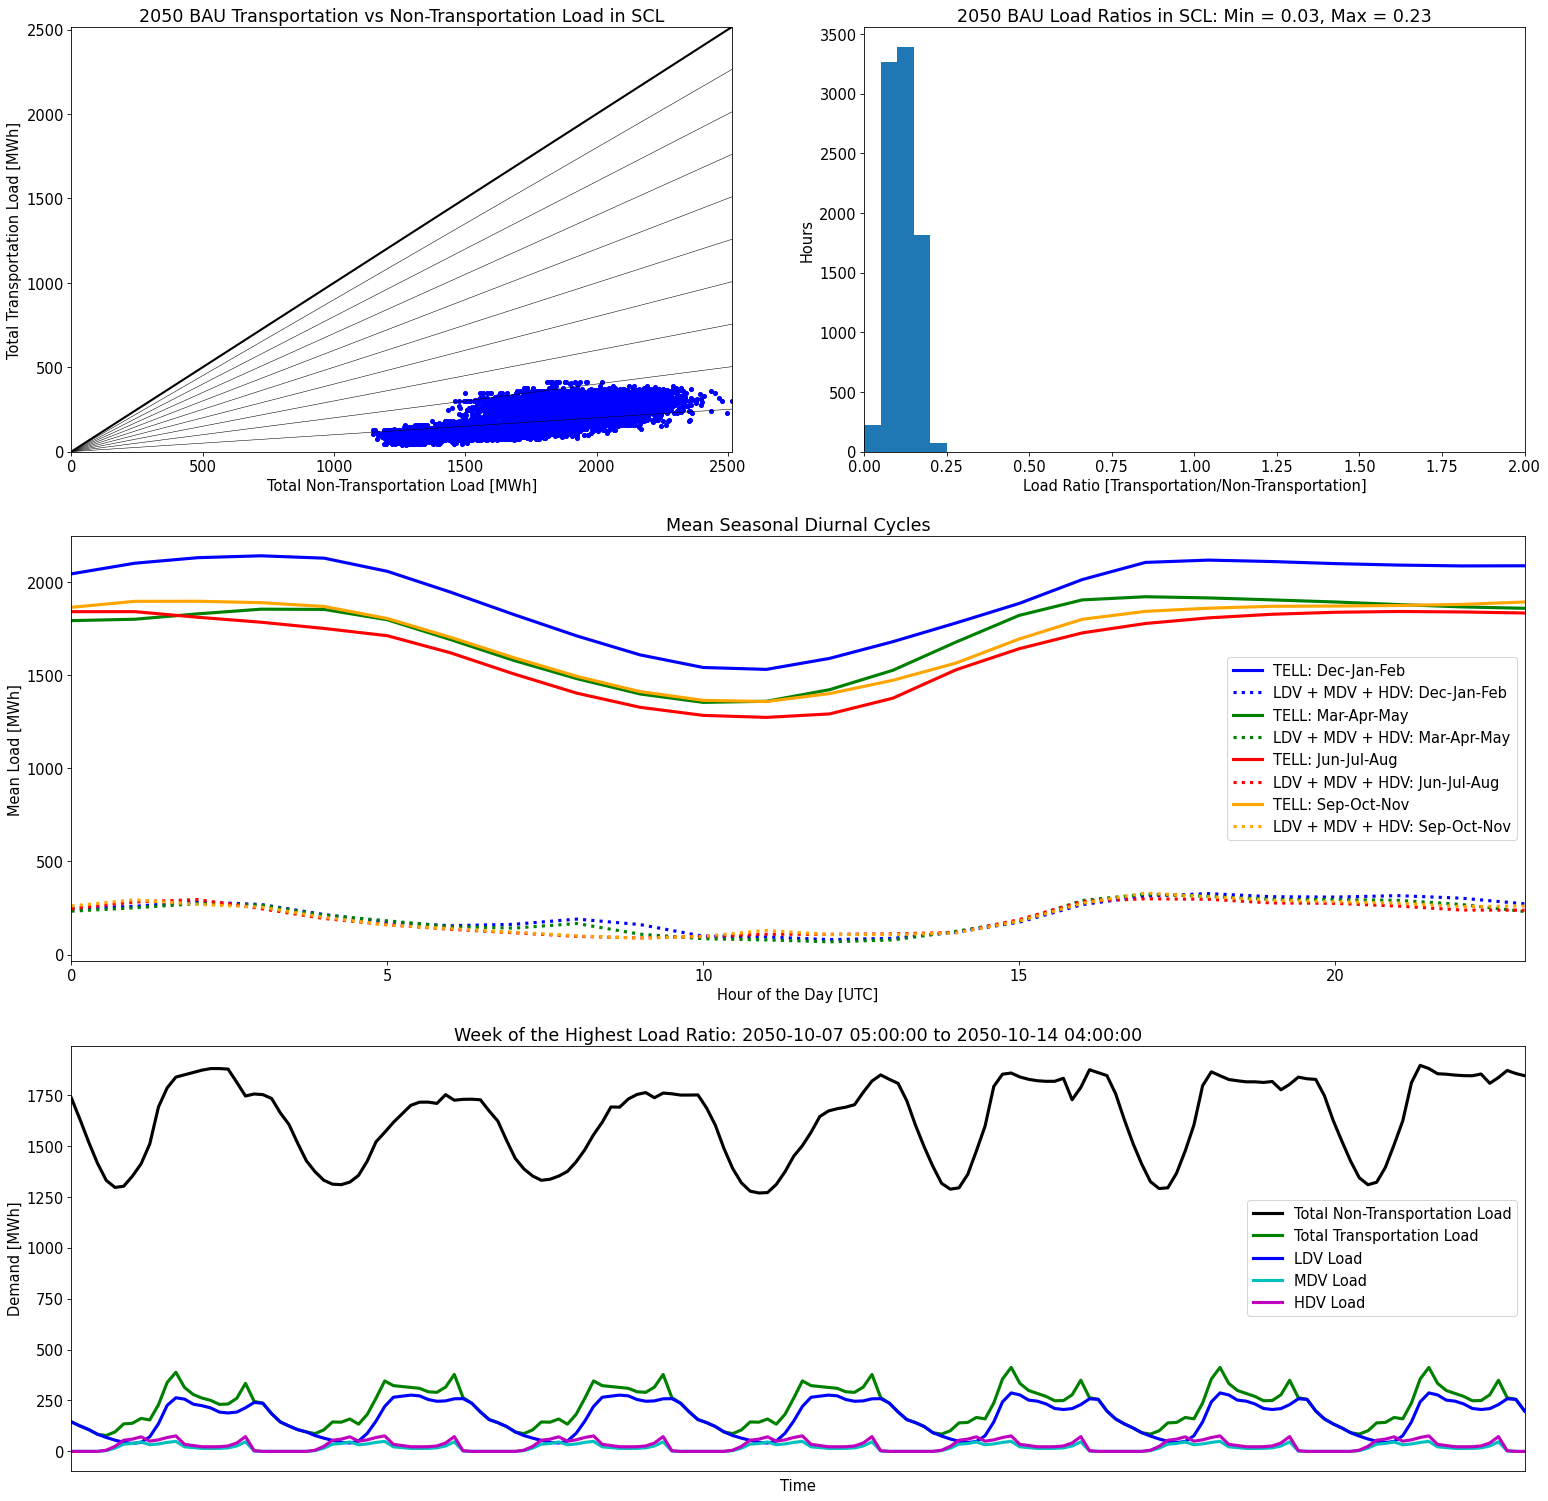 2050 BAU Transportation vs Non-Transportation Load in SCL
Total Transportation Load [MWh]
2500
2000
1500
1000
500
0
0 500 1000 1500 2000 2500
Total Non-Transportation Load [MWh]
2050 BAU Load Ratios in SCL: Min = 0.03, Max = 0.23
Hours
3500
3000
2500
2000
1500
1000
500
0
0.00 0.25 0.50 0.75 1.00 1.25 1.50 1.75 2.00
Load Ratio [Transportation/Non-Transportation]
Mean Seasonal Diurnal Cycles
Mean Load [MWh]
2000
1500
1000
500
0
TELL: Dec-Jan-Feb
LDV + MDV + HDV: Dec-Jan-Feb
TELL: Mar-Apr-May
LDV + MDV + HDV: Mar-Apr-May
TELL: Jun-Jul-Aug
LDV + MDV + HDV: Jun-Jul-Aug
TELL: Sep-Oct-Nov
LDV + MDV + HDV: Sep-Oct-Nov
0 5 10 15 20
Hour of the Day [UTC]
Week of the Highest Load Ratio: 2050-10-07 05:00:00 to 2050-10-14 04:00:00
Demand [MWh]
1750
1500
1250
1000
750
500
250
0
Total Non-Transportation Load
Total Transportation Load
LDV Load
MDV Load
HDV Load
Time